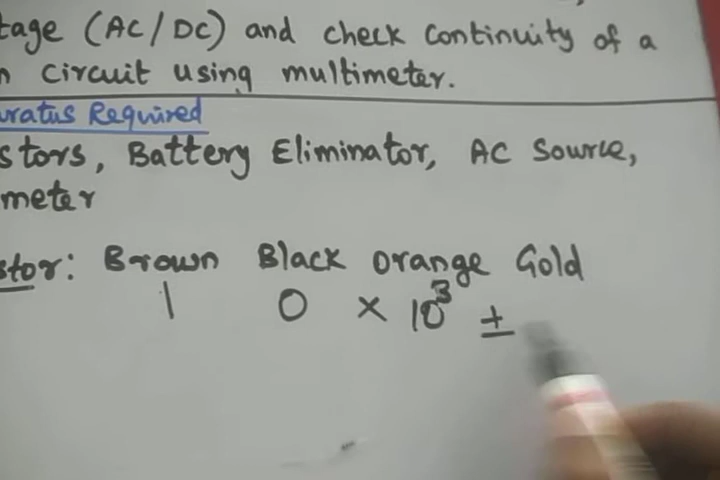 tage (AC/DC) and check continuity of a
n circuit using multimeter.
uratus Required
stors, Battery Eliminator, AC Source,
meter
stor: Brown Black orange Gold
1 0 × 10³ ±